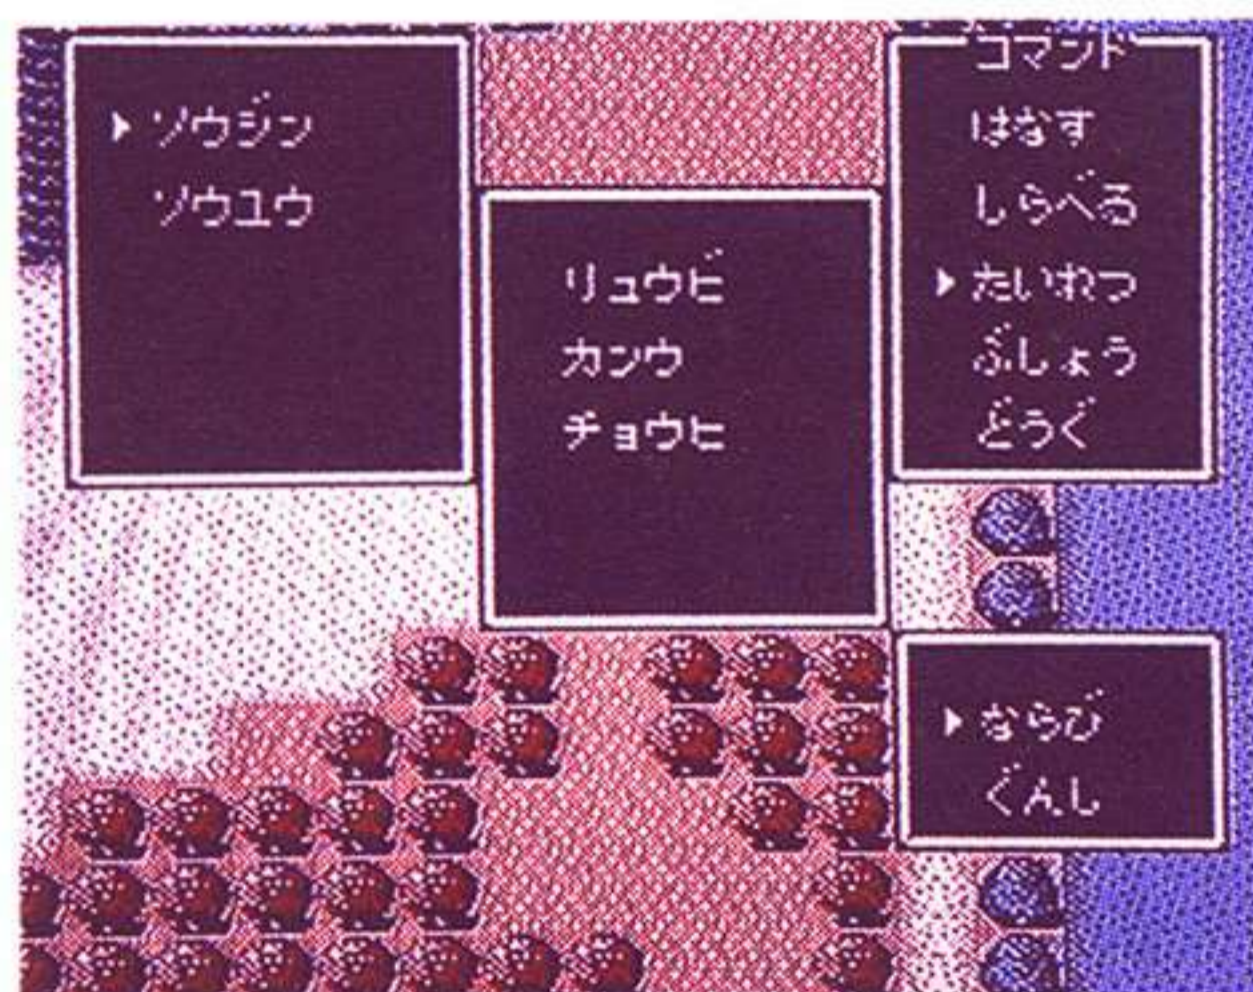 ソウジン
ソウユウ
リュウビ
カンウ
チョウヒ
コマンド
はなす
しらべる
たいれつ
ぶしょう
どうぐ
ならび
ぐんし